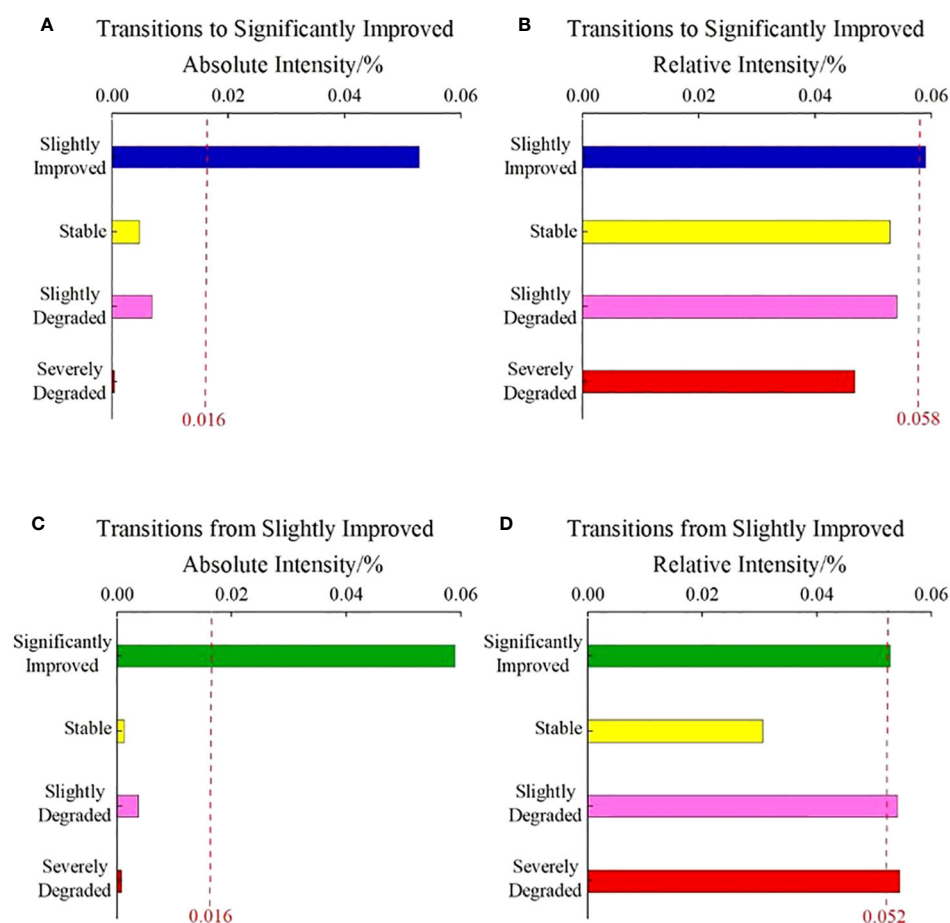 A
Transitions to Significantly Improved
Absolute Intensity/%
0.00 0.02 0.04 0.06
Slightly
Improved
Stable
Slightly
Degraded
Severely
Degraded
0.016
B
Transitions to Significantly Improved
Relative Intensity/%
0.00 0.02 0.04 0.06
Slightly
Improved
Stable
Slightly
Degraded
Severely
Degraded
0.058
C
Transitions from Slightly Improved
Absolute Intensity/%
0.00 0.02 0.04 0.06
Significantly
Improved
Stable
Slightly
Degraded
Severely
Degraded
0.016
D
Transitions from Slightly Improved
Relative Intensity/%
0.00 0.02 0.04 0.06
Significantly
Improved
Stable
Slightly
Degraded
Severely
Degraded
0.052